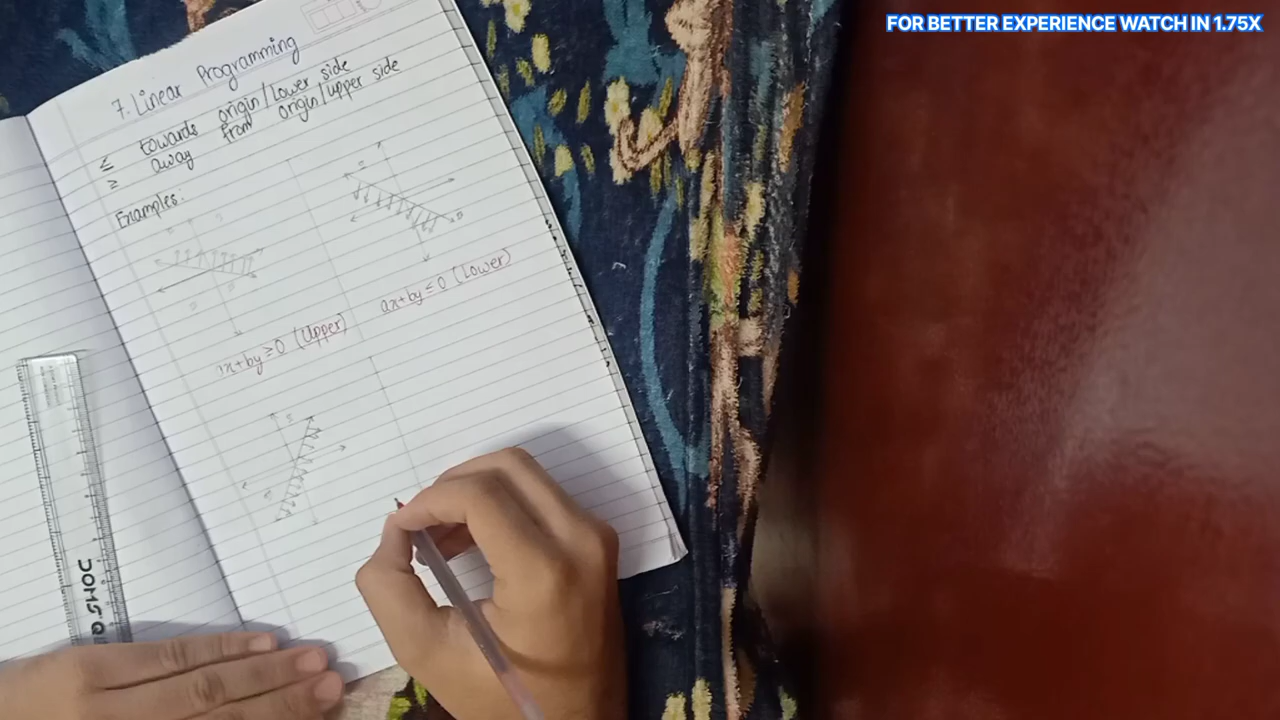 FOR BETTER EXPERIENCE WATCH IN 1.75X
7. Linear Programming
≤ towards origin/Lower side
≥ away from origin/upper side
Examples:
ax+by ≤ 0 (Lower)
ax+by ≥ 0 (Upper)
DOMS